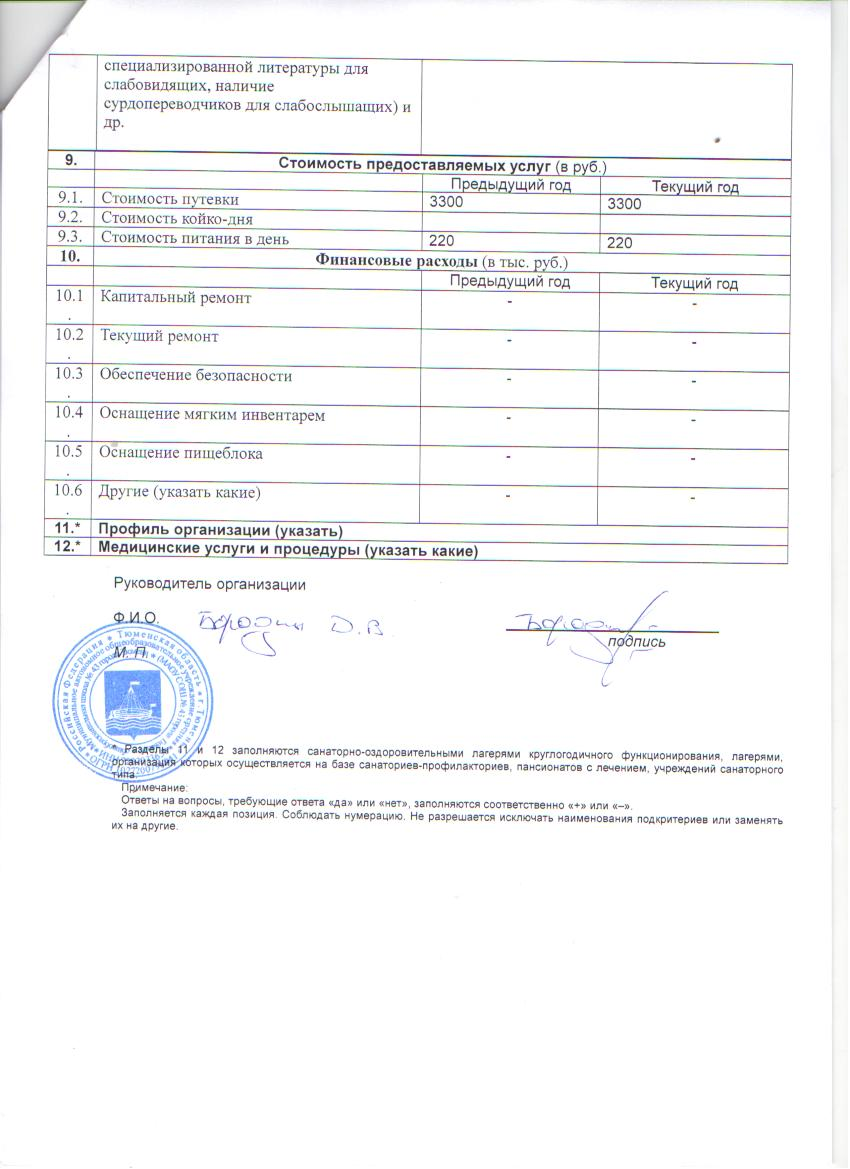 специализированной литературы для
слабовидящих, наличие
сурдопереводчиков для слабослышащих) и
др.
9. Стоимость предоставляемых услуг (в руб.)
Предыдущий год Текущий год
9.1. Стоимость путевки 3300 3300
9.2. Стоимость койко-дня
9.3. Стоимость питания в день 220 220
10. Финансовые расходы (в тыс. руб.)
Предыдущий год Текущий год
10.1 Капитальный ремонт - -
.
10.2 Текущий ремонт - -
.
10.3 Обеспечение безопасности - -
.
10.4 Оснащение мягким инвентарем - -
.
10.5 Оснащение пищеблока - -
.
10.6 Другие (указать какие) - -
.
11.* Профиль организации (указать)
12.* Медицинские услуги и процедуры (указать какие)
Руководитель организации
Ф.И.О. Бородин Д.В.
подпись
М. П.
Российская Федерация * Тюменская область * г. Тюмень
* Разделы 11 и 12 заполняются санаторно-оздоровительными лагерями круглогодичного функционирования, лагерями,
организация которых осуществляется на базе санаториев-профилакториев, пансионатов с лечением, учреждений санаторного
типа.
Примечание:
Ответы на вопросы, требующие ответа «да» или «нет», заполняются соответственно «+» или «–».
Заполняется каждая позиция. Соблюдать нумерацию. Не разрешается исключать наименования подкритериев или заменять
их на другие.